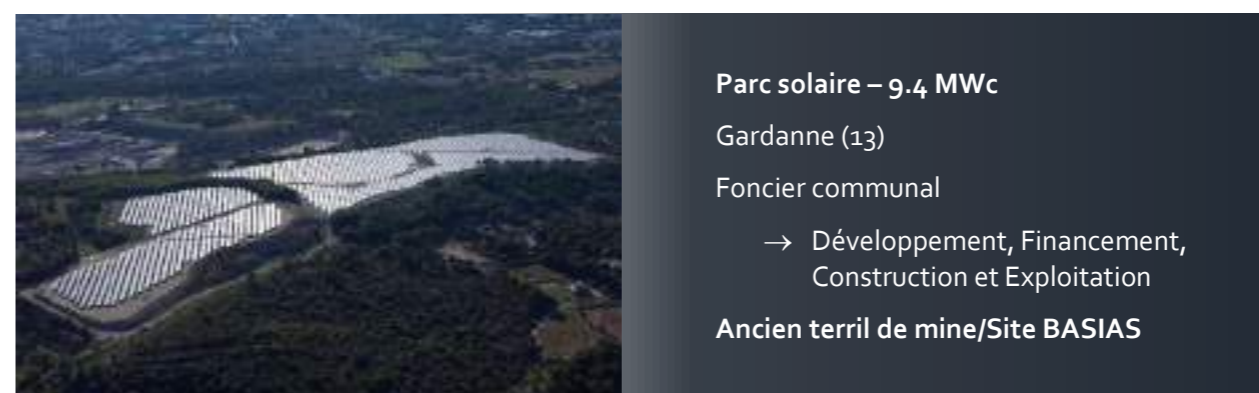 Parc solaire – 9.4 MWc
Gardanne (13)
Foncier communal
→ Développement, Financement,
Construction et Exploitation
Ancien terril de mine/Site BASIAS